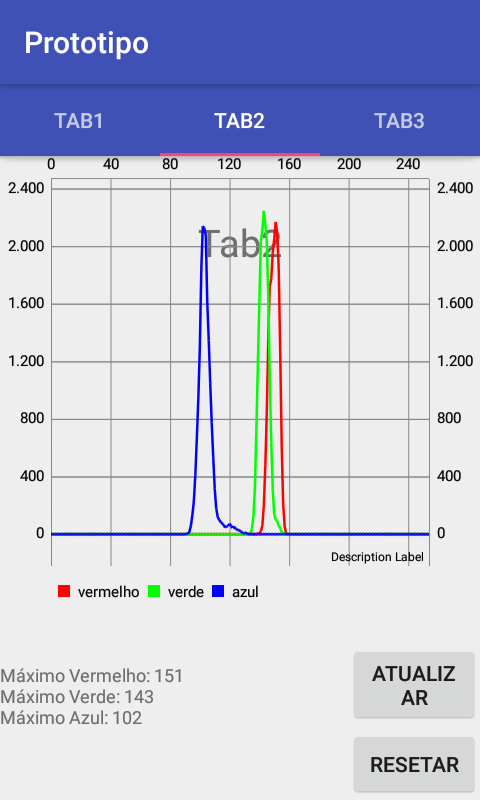 Prototipo
TAB1 TAB2 TAB3
0 40 80 120 160 200 240
2.400 2.400
Tab2
2.000 2.000
1.600 1.600
1.200 1.200
800 800
400 400
0 0
Description Label
vermelho verde azul
Máximo Vermelho: 151
Máximo Verde: 143
Máximo Azul: 102
ATUALIZ
AR
RESETAR